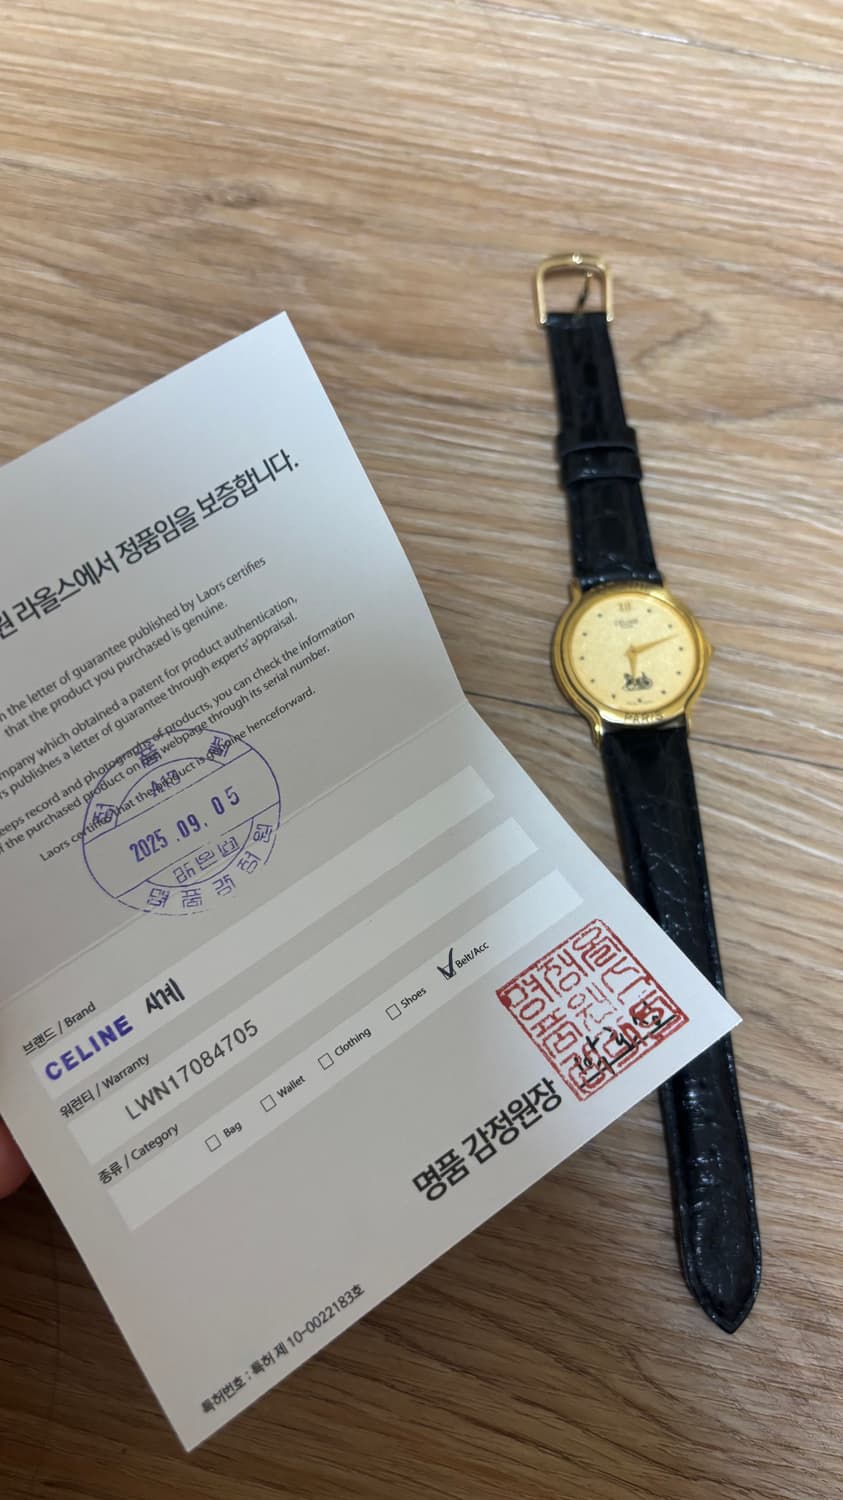 라올스에서 정품임을 보증합니다.
the letter of guarantee published by Laors certifies
that the product you purchased is genuine.
which obtained a patent for product authentication,
publishes a letter of guarantee through experts' appraisal.
record and photographs of products, you can check the information
of the purchased product on webpage through its serial number.
Laors that the product is henceforward.
2025.09.05
브랜드 / Brand
CELINE 시계
워런티 / Warranty
LWN17084705
종류 / Category
Bag
Wallet
Clothing
Shoes
Belt/Acc
명품 감정원장
특허번호 : 특허 제 10-0022183호
XII
CELINE
PARIS